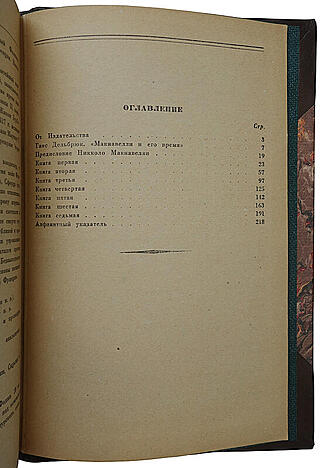 ОГЛАВЛЕНИЕ
Стр.
От Издательства 3
Ганс Дельбрюк, «Макиавелли и его время» 7
Предисловие Никколо Макиавелли 19
Книга первая 23
Книга вторая 57
Книга третья 97
Книга четвертая 125
Книга пятая 142
Книга шестая 163
Книга седьмая 191
Алфавитный указатель 218